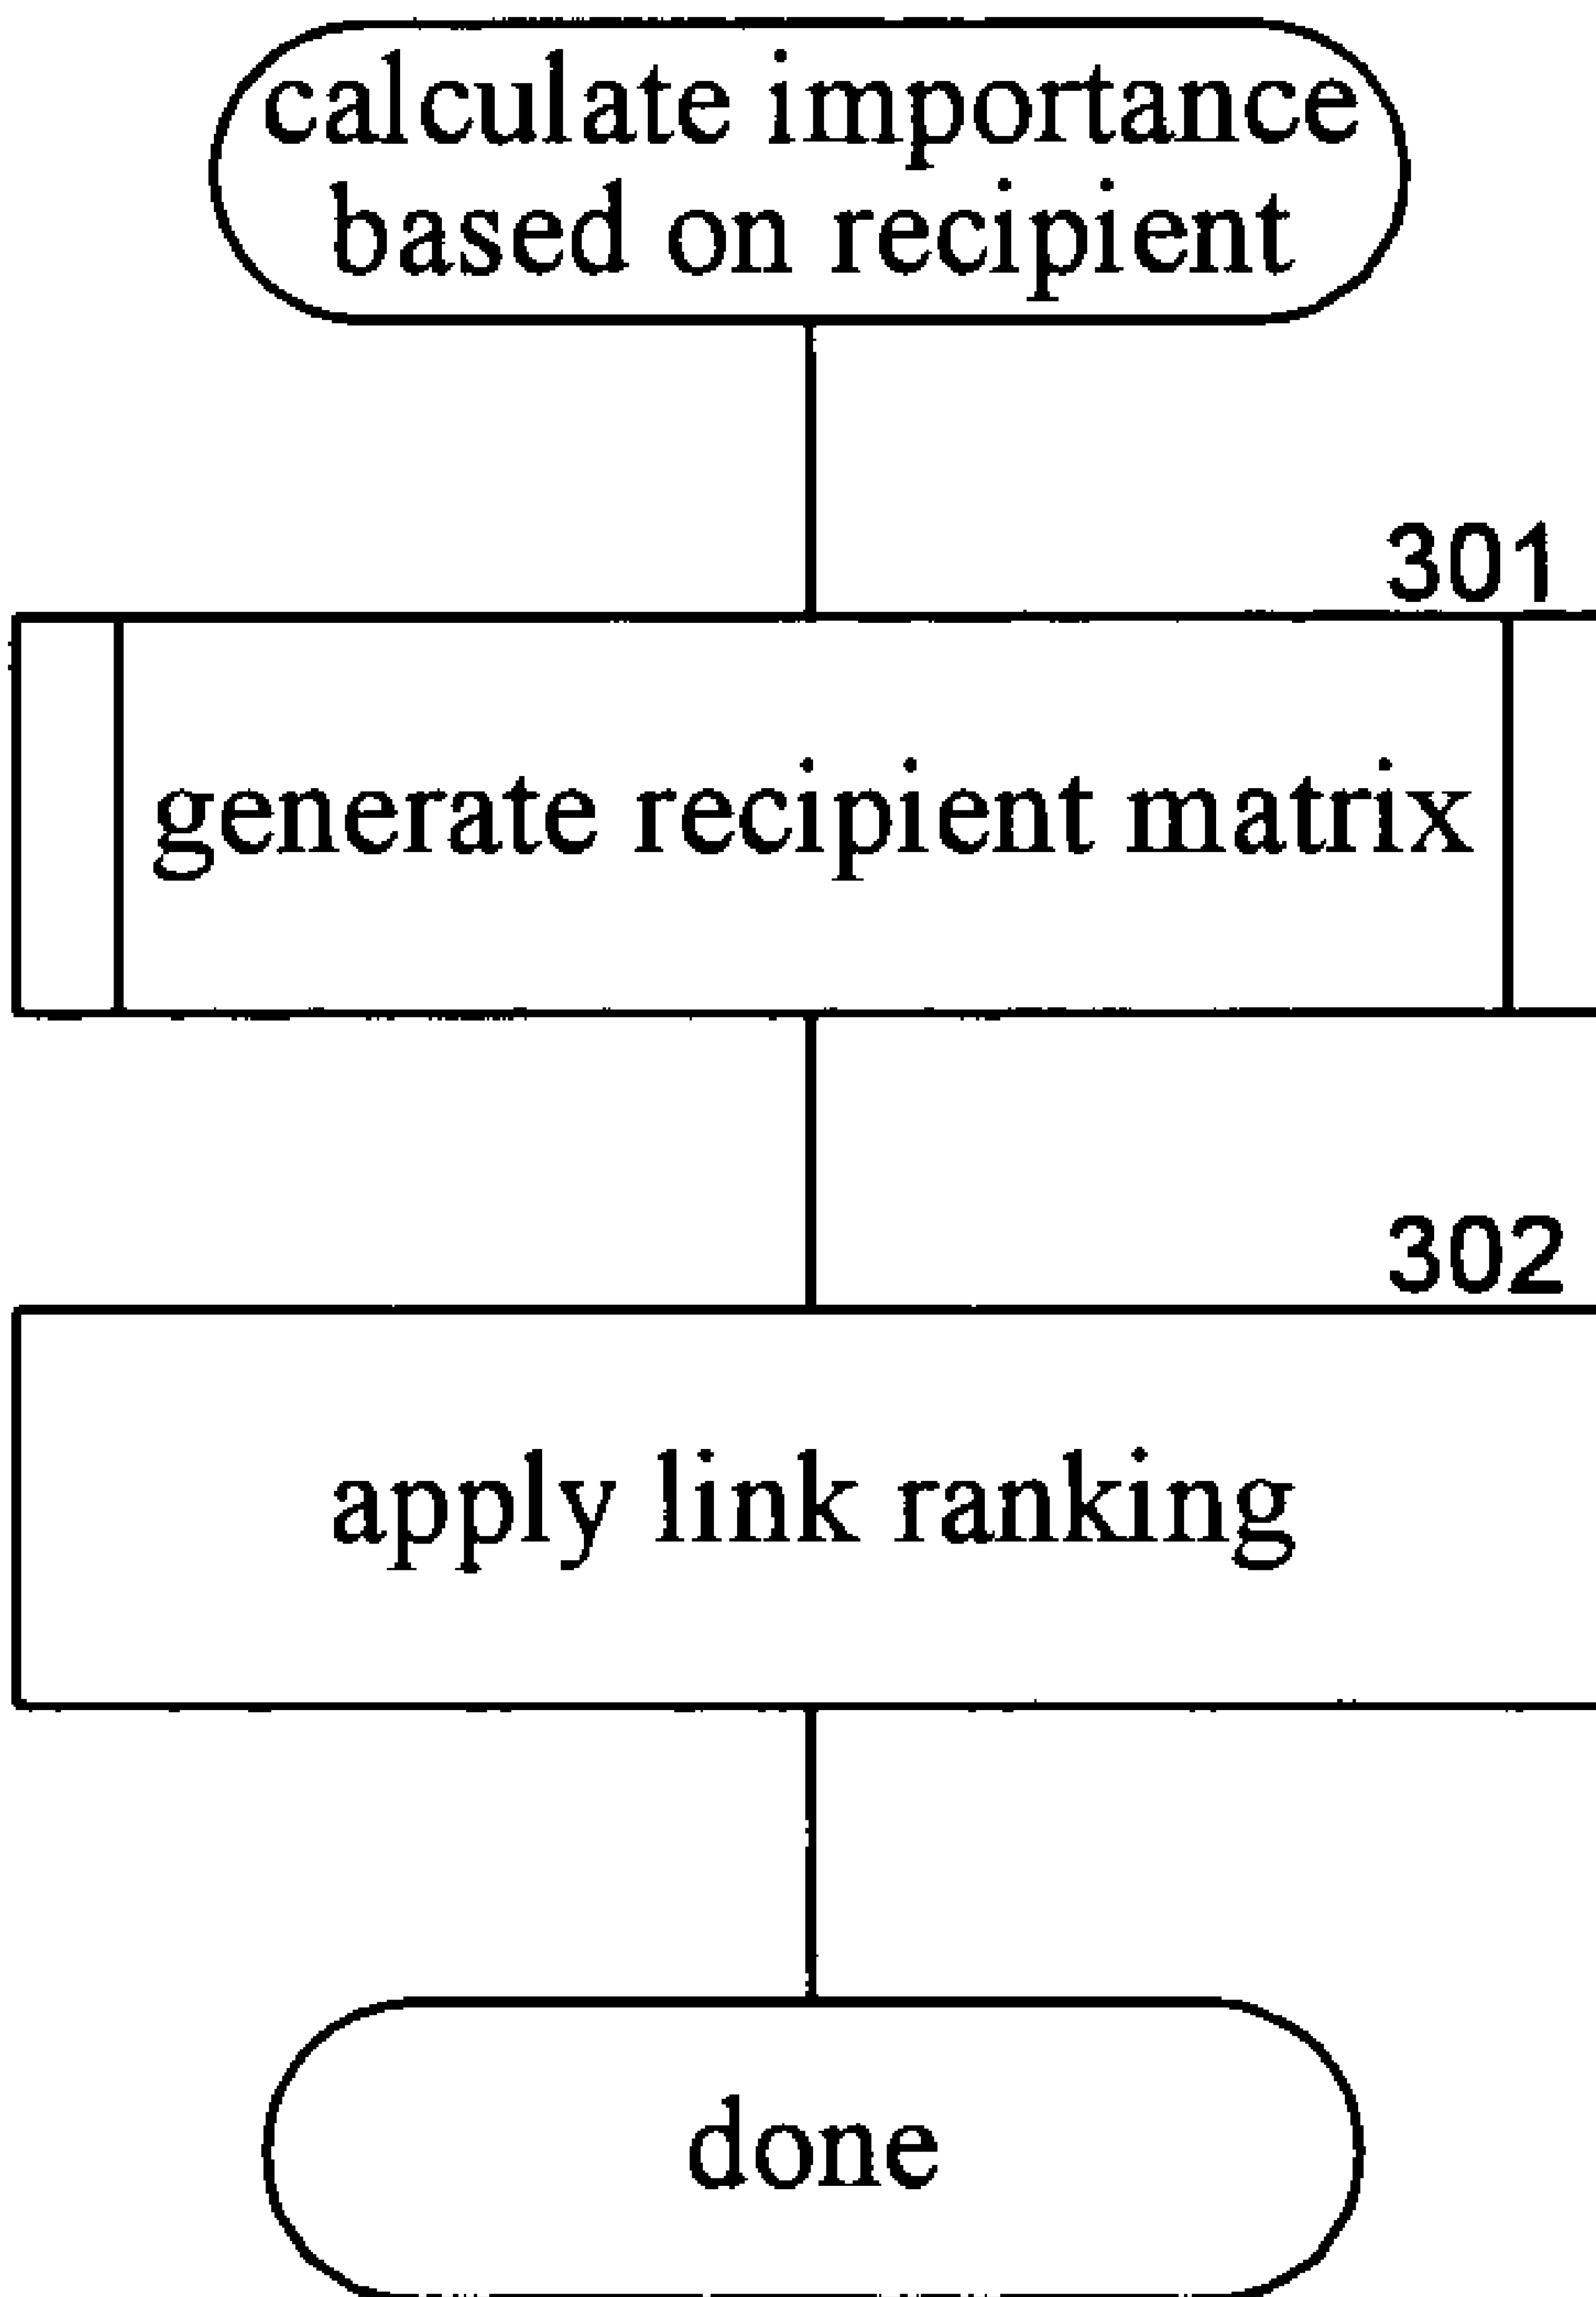 calculate importance
based on recipient
301
generate recipient matrix
302
apply link ranking
done